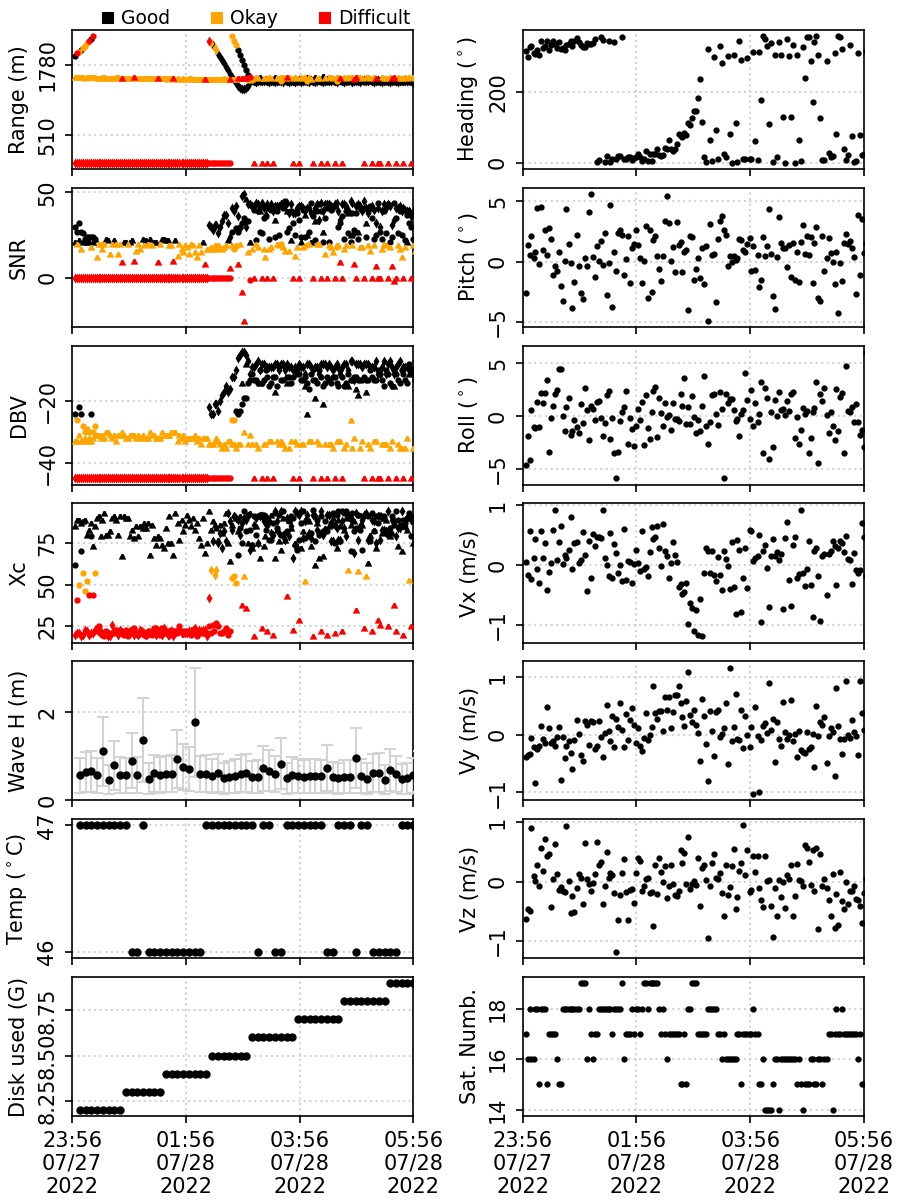 Good Okay Difficult
Range (m)
1780
510
Heading (°)
200
0
SNR
50
0
Pitch (°)
5
0
−5
DBV
−20
−40
Roll (°)
5
0
−5
Xc
75
50
25
Vx (m/s)
1
0
−1
Wave H (m)
2
0
Vy (m/s)
1
0
−1
Temp (°C)
47
46
Vz (m/s)
1
0
−1
Disk used (G)
8.75
8.50
8.25
Sat. Numb.
18
16
14
23:56 01:56 03:56 05:56
07/27 07/28 07/28 07/28
2022 2022 2022 2022
23:56 01:56 03:56 05:56
07/27 07/28 07/28 07/28
2022 2022 2022 2022